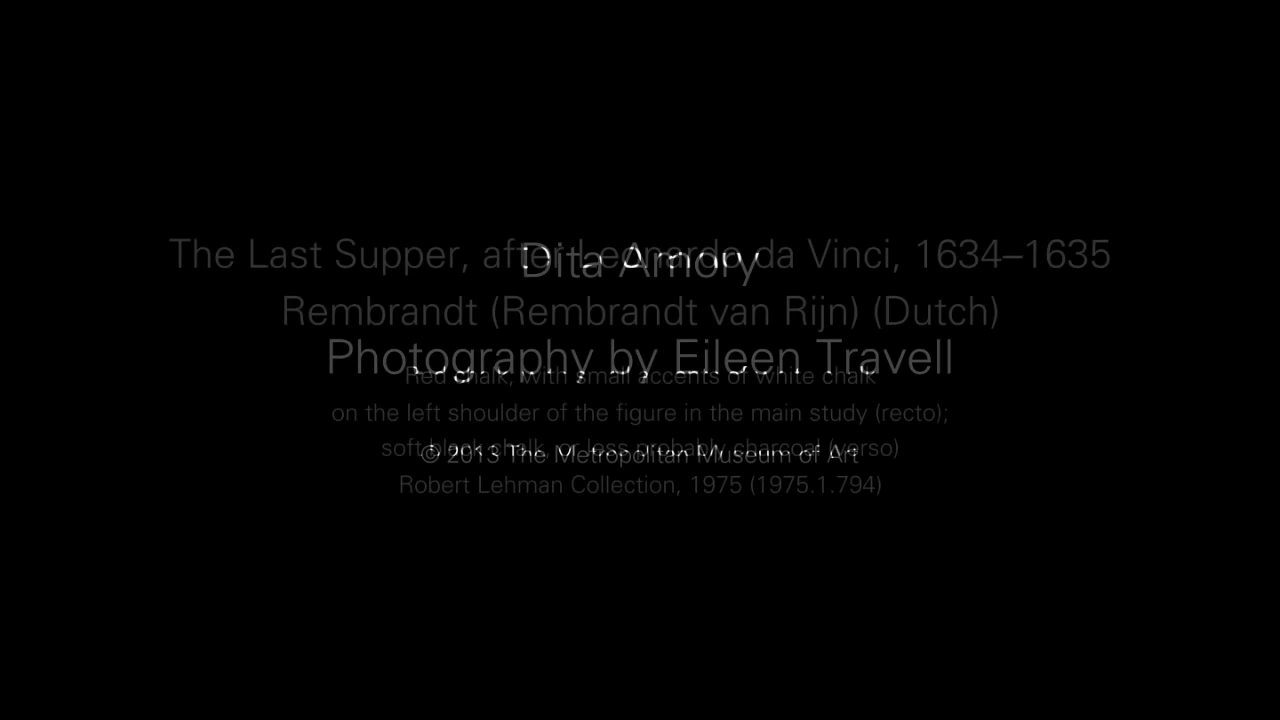 The Last Supper, after Leonardo da Vinci, 1634–1635
Dita Amory
Rembrandt (Rembrandt van Rijn) (Dutch)
Photography by Eileen Travell
Red chalk, with small accents of white chalk
on the left shoulder of the figure in the main study (recto);
soft black chalk, or less probably charcoal (verso)
© 2013 The Metropolitan Museum of Art
Robert Lehman Collection, 1975 (1975.1.794)